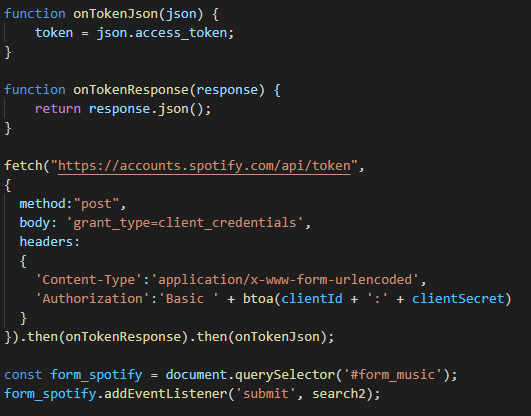 function onTokenJson(json) {
    token = json.access_token;
}

function onTokenResponse(response) {
    return response.json();
}

fetch("https://accounts.spotify.com/api/token",
{
  method:"post",
  body: 'grant_type=client_credentials',
  headers:
  {
    'Content-Type':'application/x-www-form-urlencoded',
    'Authorization':'Basic ' + btoa(clientId + ':' + clientSecret)
  }
}).then(onTokenResponse).then(onTokenJson);

const form_spotify = document.querySelector('#form_music');
form_spotify.addEventListener('submit', search2);